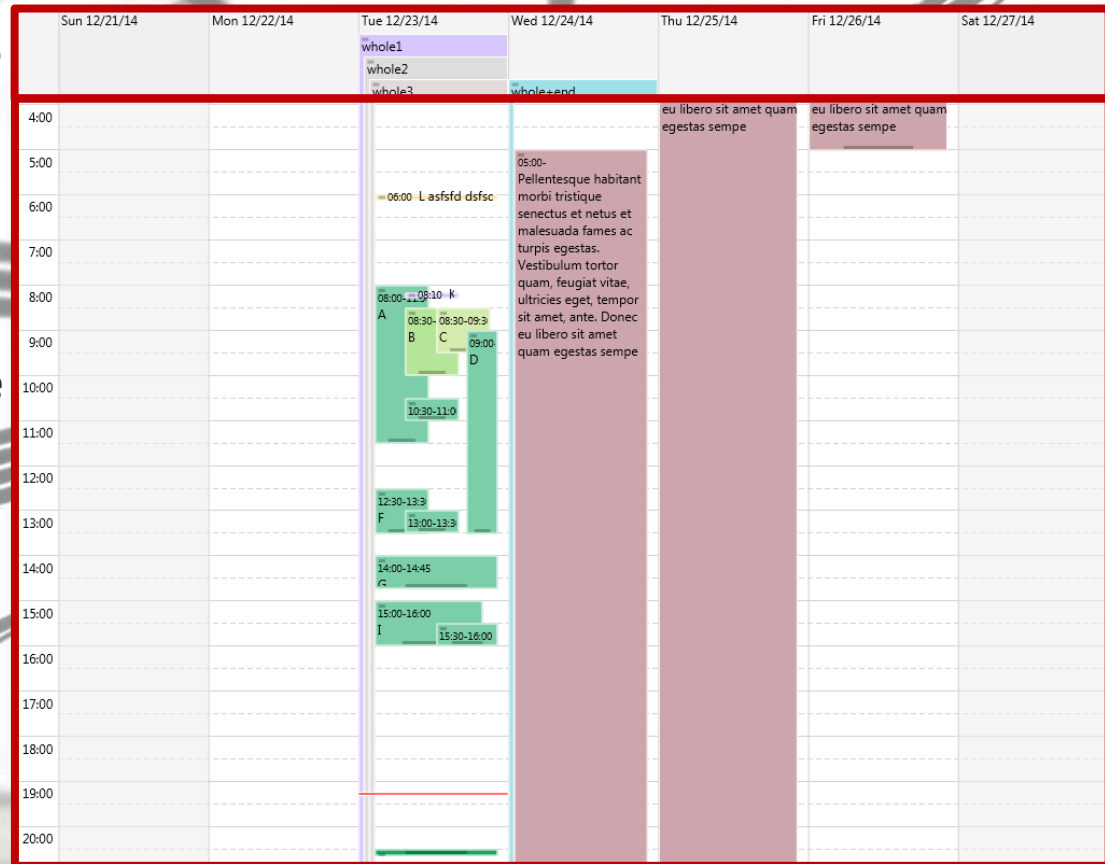 Sun 12/21/14
Mon 12/22/14
Tue 12/23/14
Wed 12/24/14
Thu 12/25/14
Fri 12/26/14
Sat 12/27/14
whole1
whole2
whole3
whole+end
4:00
5:00
6:00
7:00
8:00
9:00
10:00
11:00
12:00
13:00
14:00
15:00
16:00
17:00
18:00
19:00
20:00
06:00 L asfsfd dsfsc
08:00-11:3
A
08:10 K
08:30-
B
08:30-09:3
C
09:00-
D
10:30-11:0
12:30-13:3
F
13:00-13:3
14:00-14:45
G
15:00-16:00
I
15:30-16:00
05:00-
Pellentesque habitant
morbi tristique
senectus et netus et
malesuada fames ac
turpis egestas.
Vestibulum tortor
quam, feugiat vitae,
ultricies eget, tempor
sit amet, ante. Donec
eu libero sit amet
quam egestas sempe
eu libero sit amet quam
egestas sempe
eu libero sit amet quam
egestas sempe